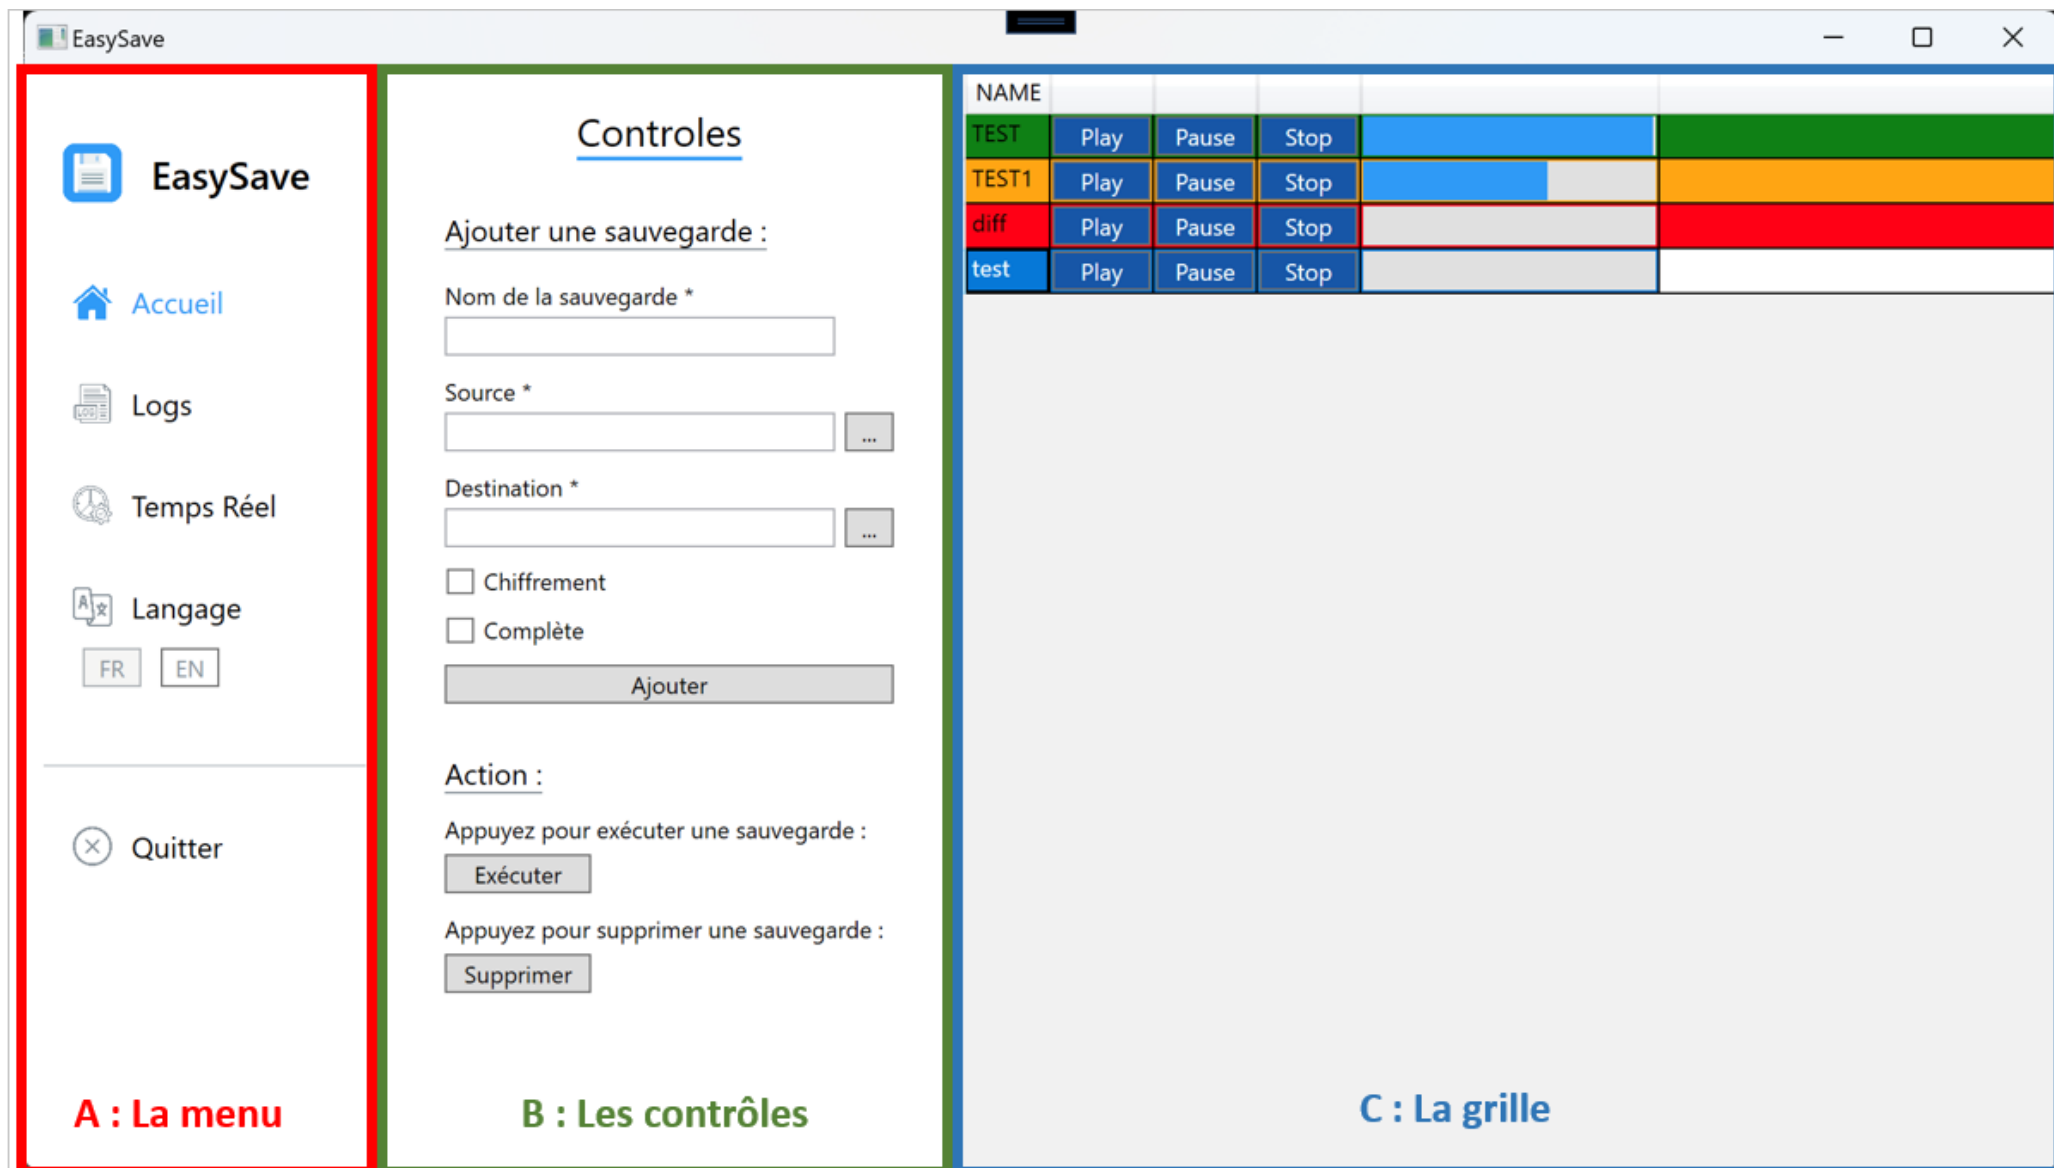 EasySave
EasySave
Accueil
LOG
Logs
Temps Réel
A
Langage
FR EN
Quitter
A : La menu
Controles
Ajouter une sauvegarde :
Nom de la sauvegarde *
Source *
...
Destination *
...
Chiffrement
Complète
Ajouter
Action :
Appuyez pour exécuter une sauvegarde :
Exécuter
Appuyez pour supprimer une sauvegarde :
Supprimer
B : Les contrôles
NAME
TEST Play Pause Stop
TEST1 Play Pause Stop
diff Play Pause Stop
test Play Pause Stop
C : La grille